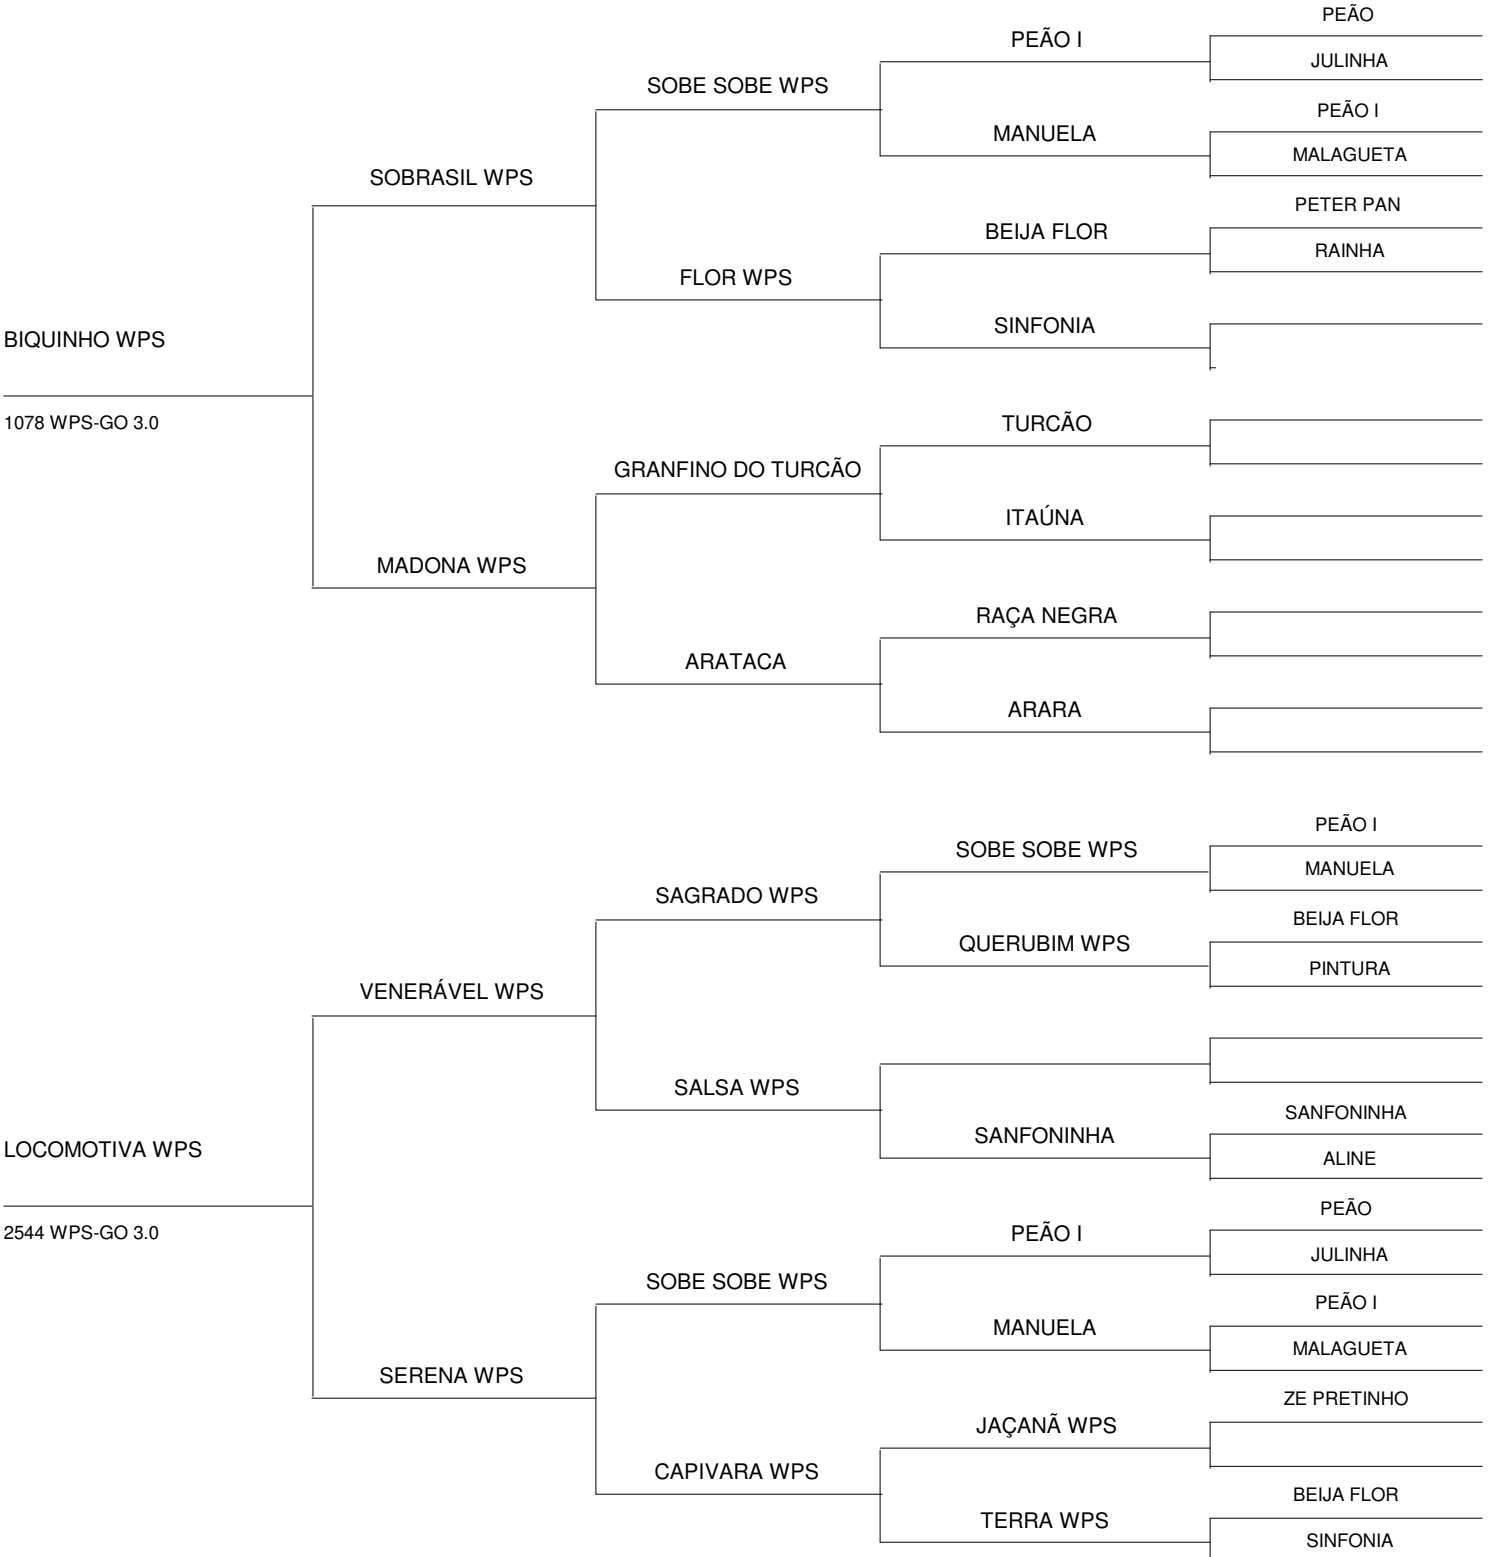 PEÃO
PEÃO I
JULINHA
SOBE SOBE WPS
PEÃO I
MANUELA
MALAGUETA
SOBRASIL WPS
PETER PAN
BEIJA FLOR
RAINHA
FLOR WPS
SINFONIA
BIQUINHO WPS
1078 WPS-GO 3.0
TURCÃO
GRANFINO DO TURCÃO
ITAÚNA
MADONA WPS
RAÇA NEGRA
ARATACA
ARARA
PEÃO I
SOBE SOBE WPS
MANUELA
SAGRADO WPS
BEIJA FLOR
QUERUBIM WPS
PINTURA
VENERÁVEL WPS
SALSA WPS
SANFONINHA
SANFONINHA
ALINE
LOCOMOTIVA WPS
PEÃO
2544 WPS-GO 3.0
PEÃO I
JULINHA
SOBE SOBE WPS
PEÃO I
MANUELA
MALAGUETA
SERENA WPS
ZE PRETINHO
JAÇANÃ WPS
CAPIVARA WPS
BEIJA FLOR
TERRA WPS
SINFONIA